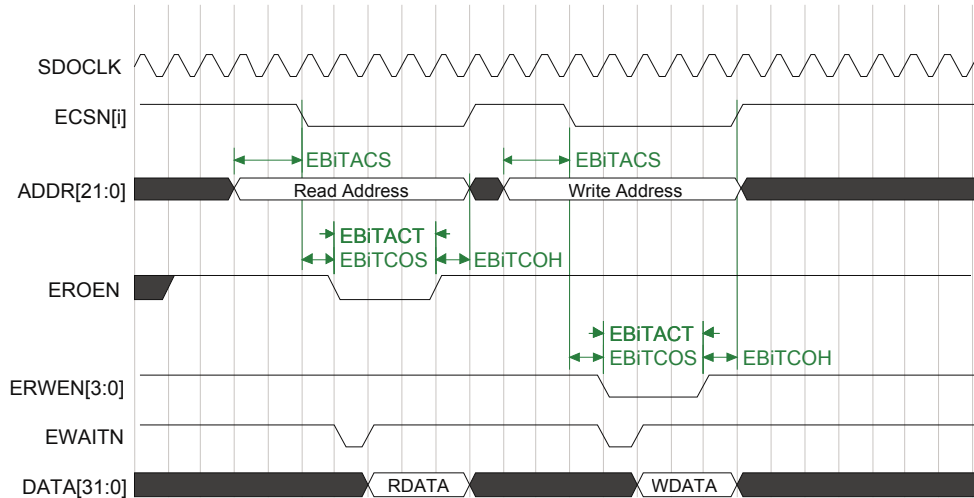 SDOCLK
ECSN[i]
EBiTACS EBiTACS
ADDR[21:0] Read Address Write Address
EBiTACT
EBiTCOS EBiTCOH
EROEN
EBiTACT
EBiTCOS EBiTCOH
ERWEN[3:0]
EWAITN
DATA[31:0] RDATA WDATA